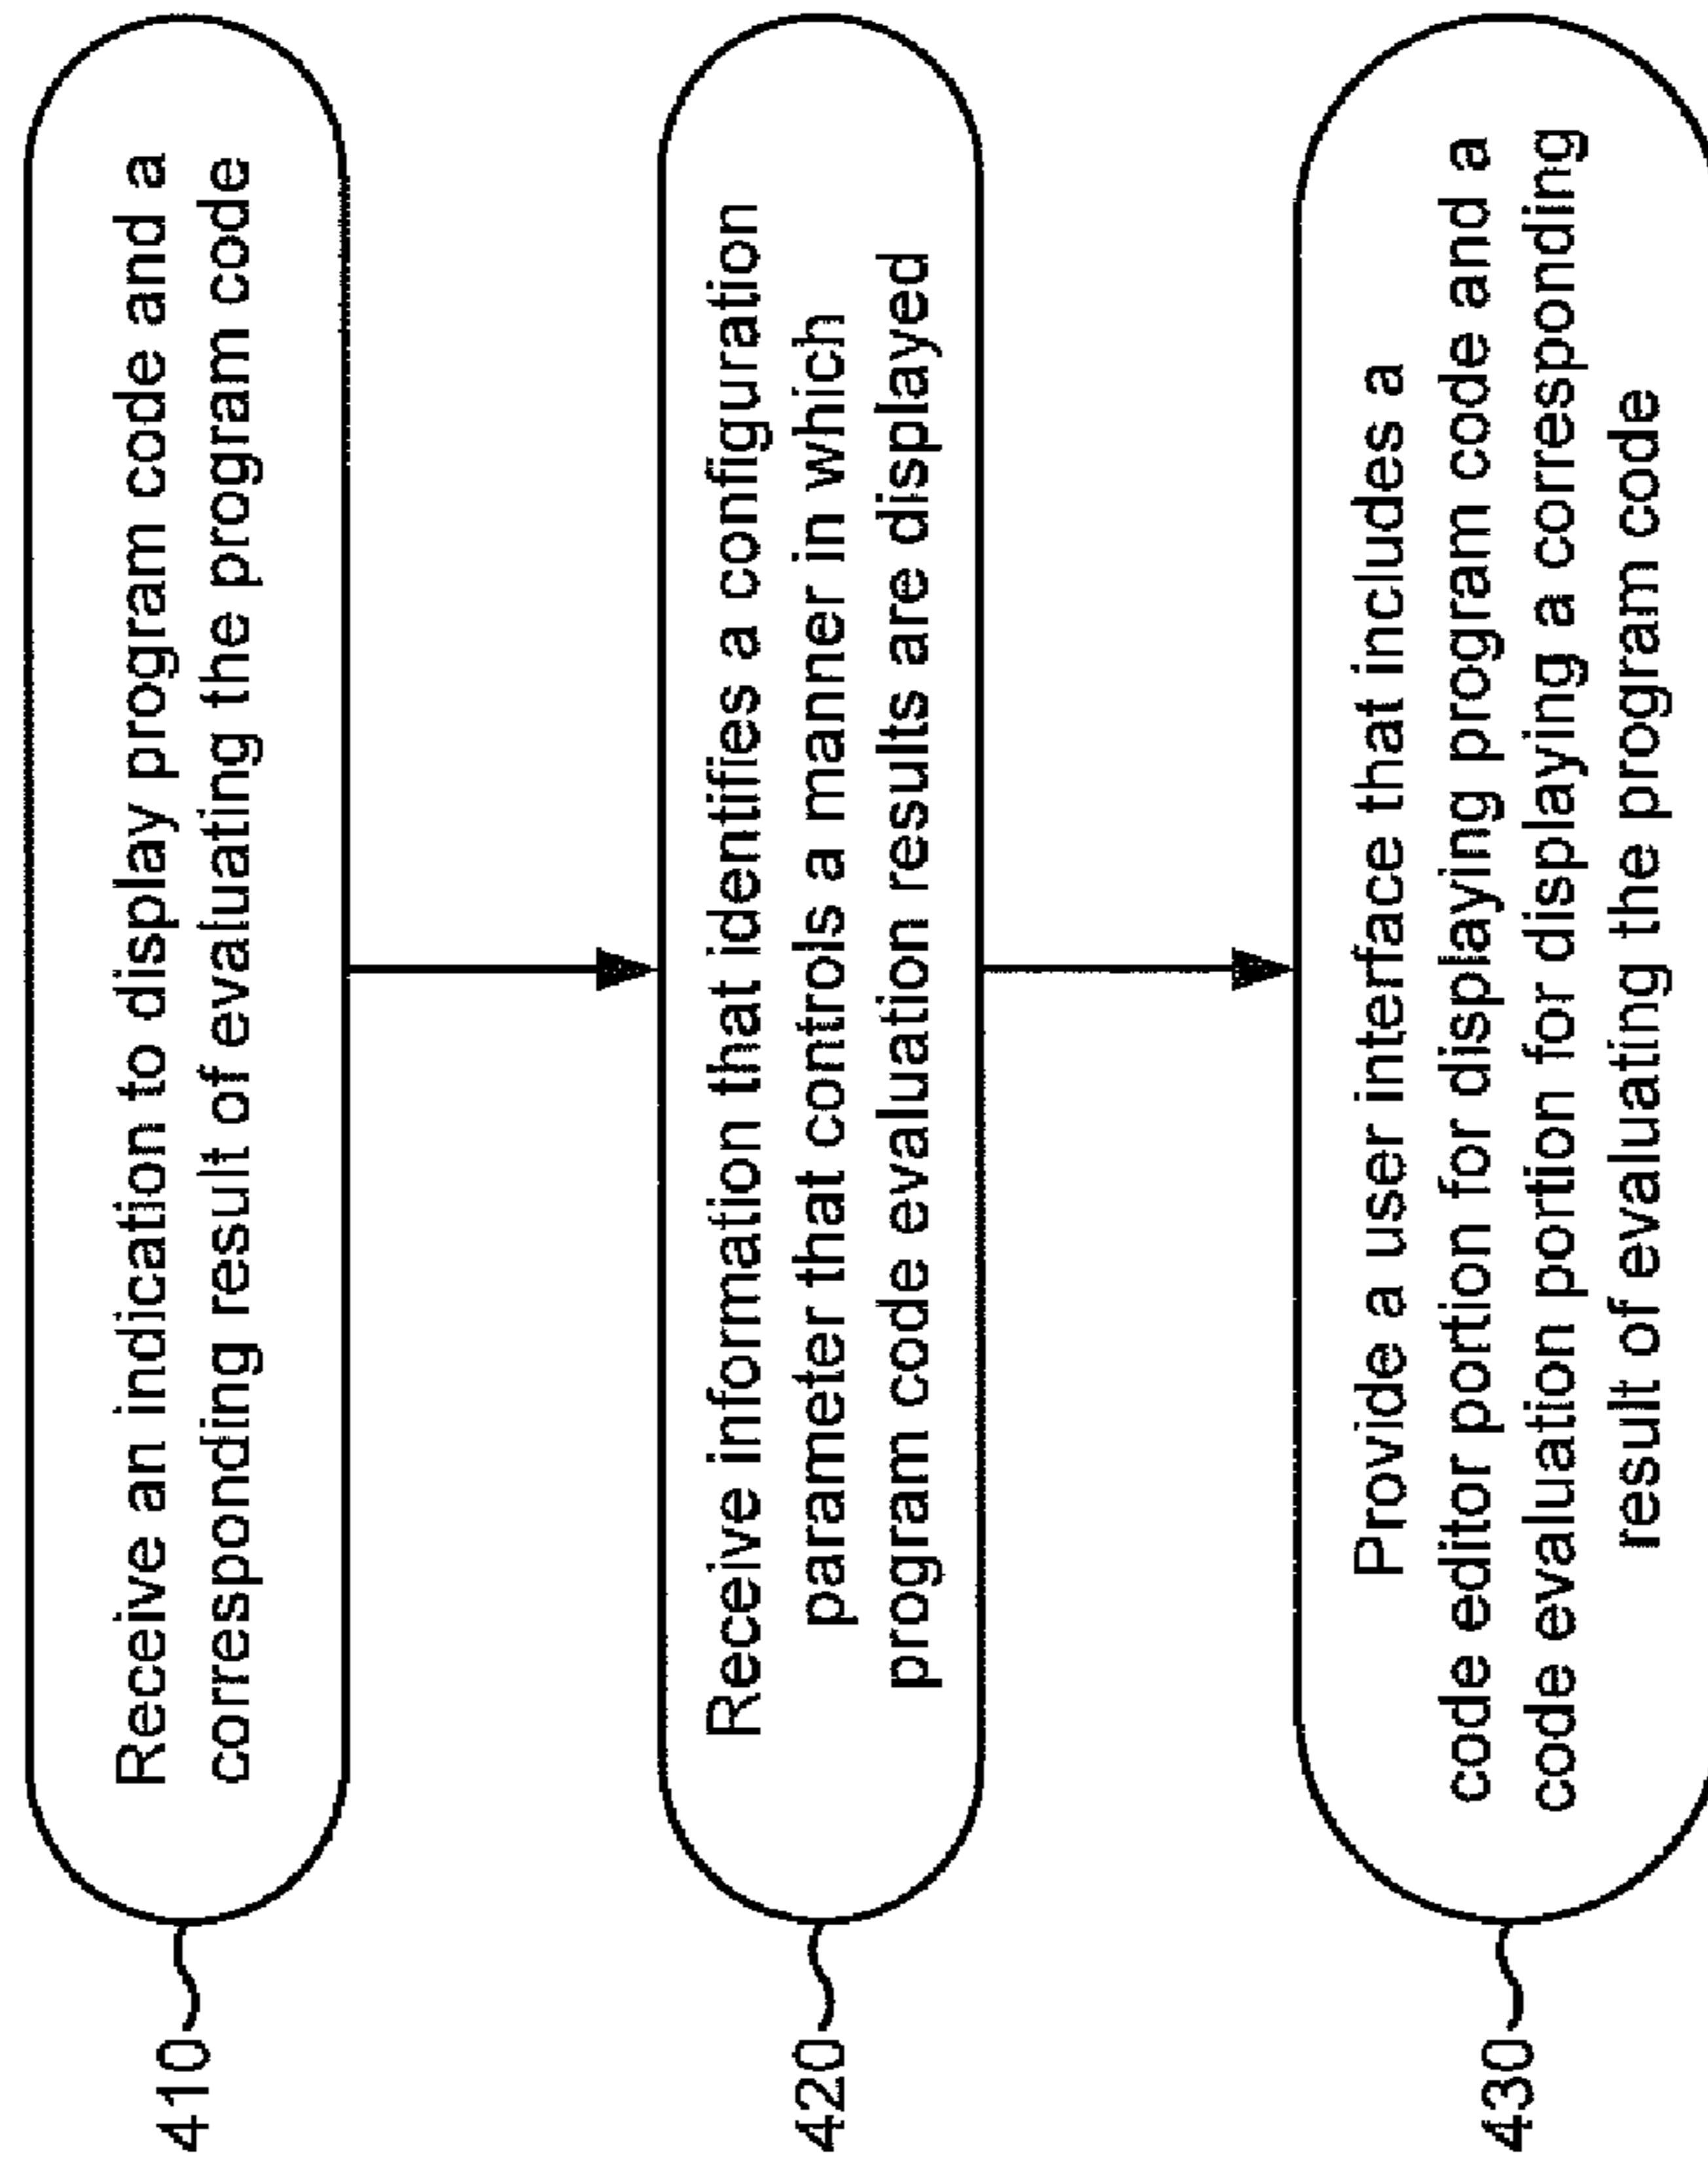 410
Receive an indication to display program code and a
corresponding result of evaluating the program code
420
Receive information that identifies a configuration
parameter that controls a manner in which
program code evaluation results are displayed
430
Provide a user interface that includes a
code editor portion for displaying program code and a
code evaluation portion for displaying a corresponding
result of evaluating the program code